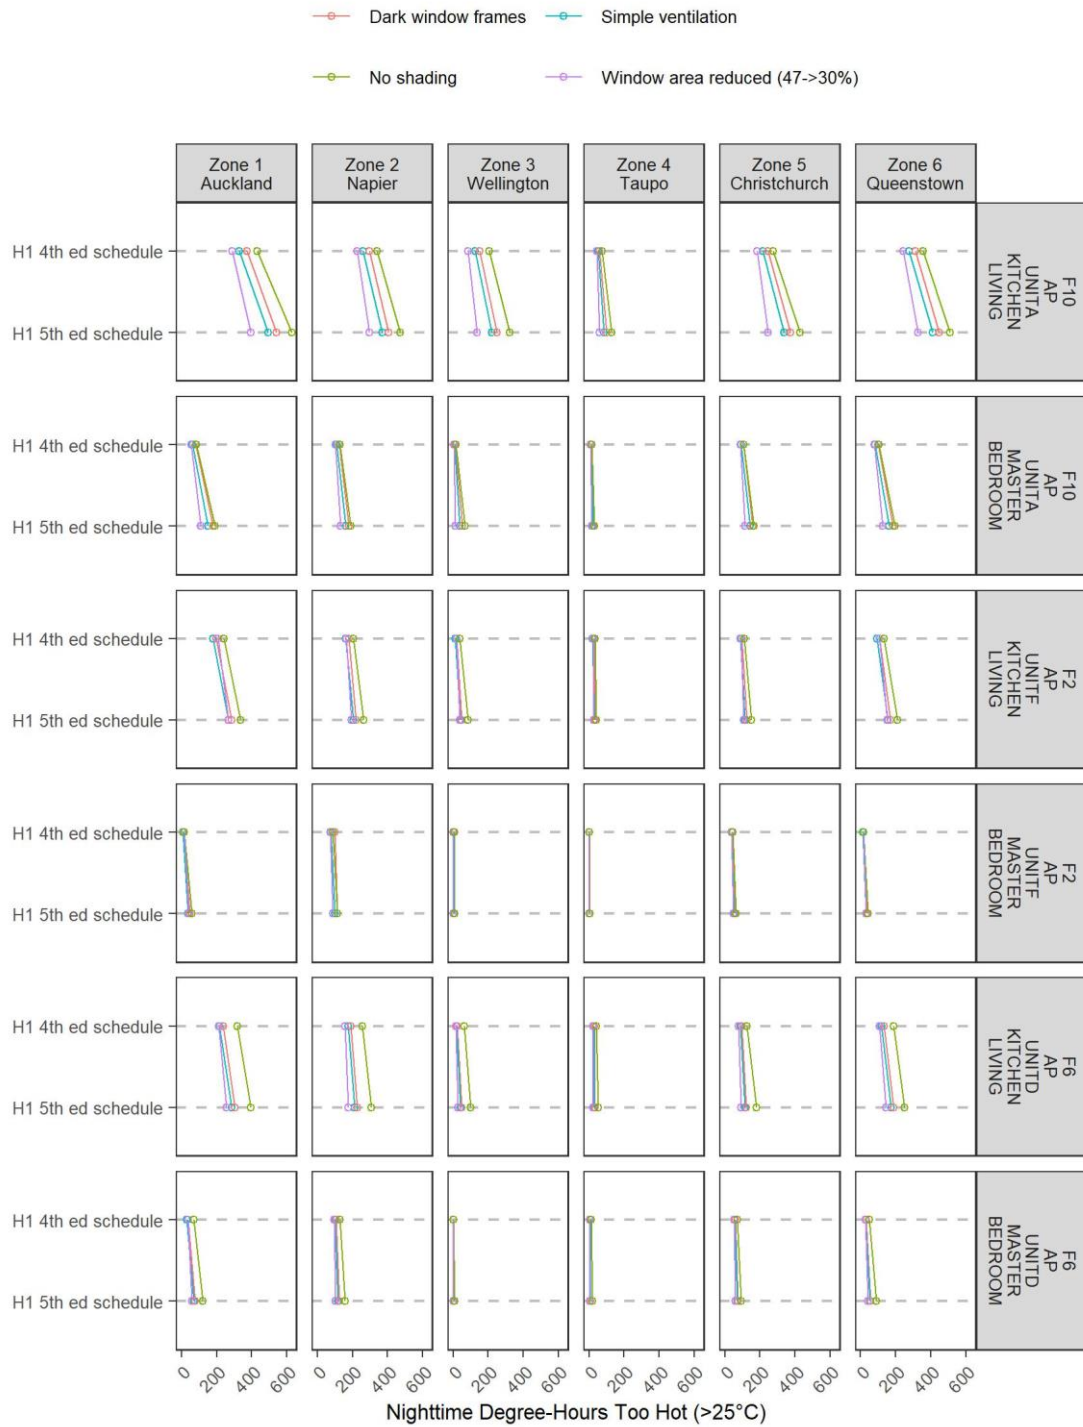 Dark window frames
Simple ventilation
No shading
Window area reduced (47->30%)
Zone 1
Auckland
Zone 2
Napier
Zone 3
Wellington
Zone 4
Taupo
Zone 5
Christchurch
Zone 6
Queenstown
H1 4th ed schedule
H1 5th ed schedule
F10
UNITA
AP
KITCHEN
LIVING
H1 4th ed schedule
H1 5th ed schedule
F10
UNITA
AP
MASTER
BEDROOM
H1 4th ed schedule
H1 5th ed schedule
F2
UNITF
AP
KITCHEN
LIVING
H1 4th ed schedule
H1 5th ed schedule
F2
UNITF
AP
MASTER
BEDROOM
H1 4th ed schedule
H1 5th ed schedule
F6
UNITD
AP
KITCHEN
LIVING
H1 4th ed schedule
H1 5th ed schedule
F6
UNITD
AP
MASTER
BEDROOM
0 200 400 600
0 200 400 600
0 200 400 600
0 200 400 600
0 200 400 600
0 200 400 600
Nighttime Degree-Hours Too Hot (>25°C)